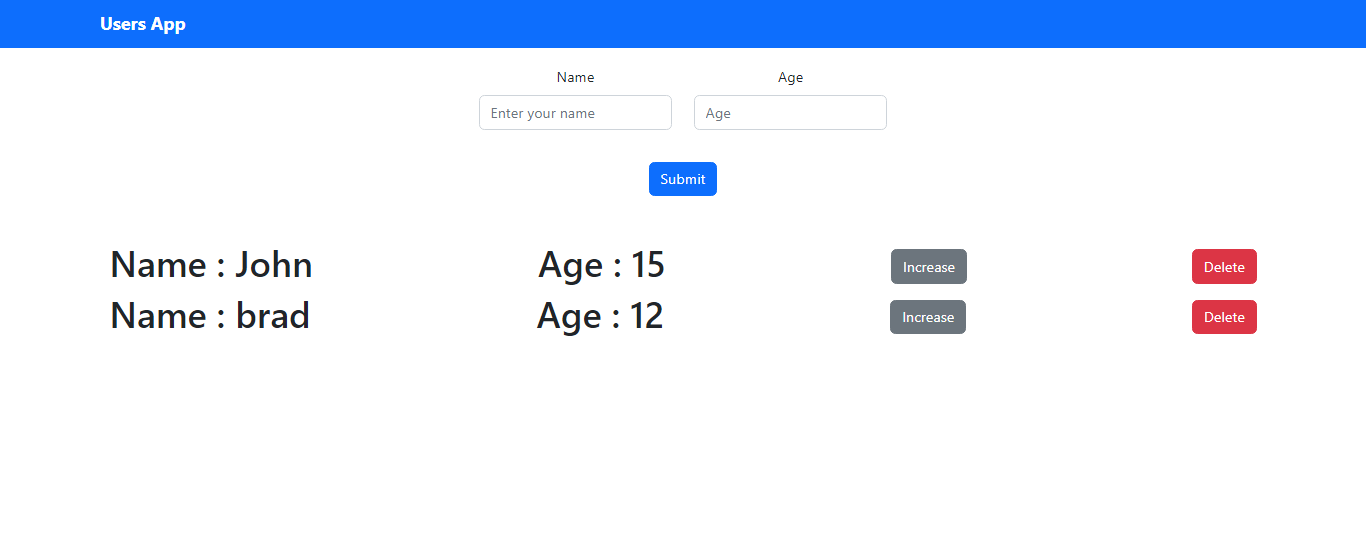 Users App
Name Age
Enter your name Age
Submit
Name : John Age : 15 Increase Delete
Name : brad Age : 12 Increase Delete